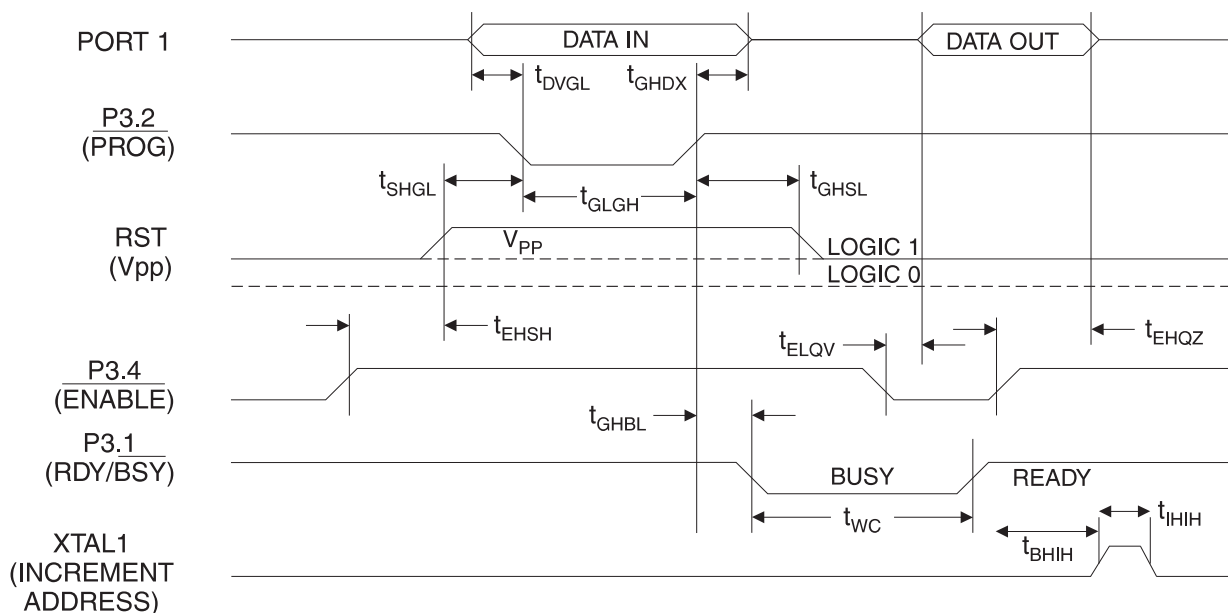 PORT 1
DATA IN
DATA OUT
tDVGL
tGHDX
P3.2
(PROG)
tSHGL
tGLGH
tGHSL
RST
(Vpp)
VPP
LOGIC 1
LOGIC 0
tEHSH
tELQV
tEHQZ
P3.4
(ENABLE)
tGHBL
P3.1
(RDY/BSY)
BUSY
READY
tWC
tIHIH
tBHIH
XTAL1
(INCREMENT
ADDRESS)